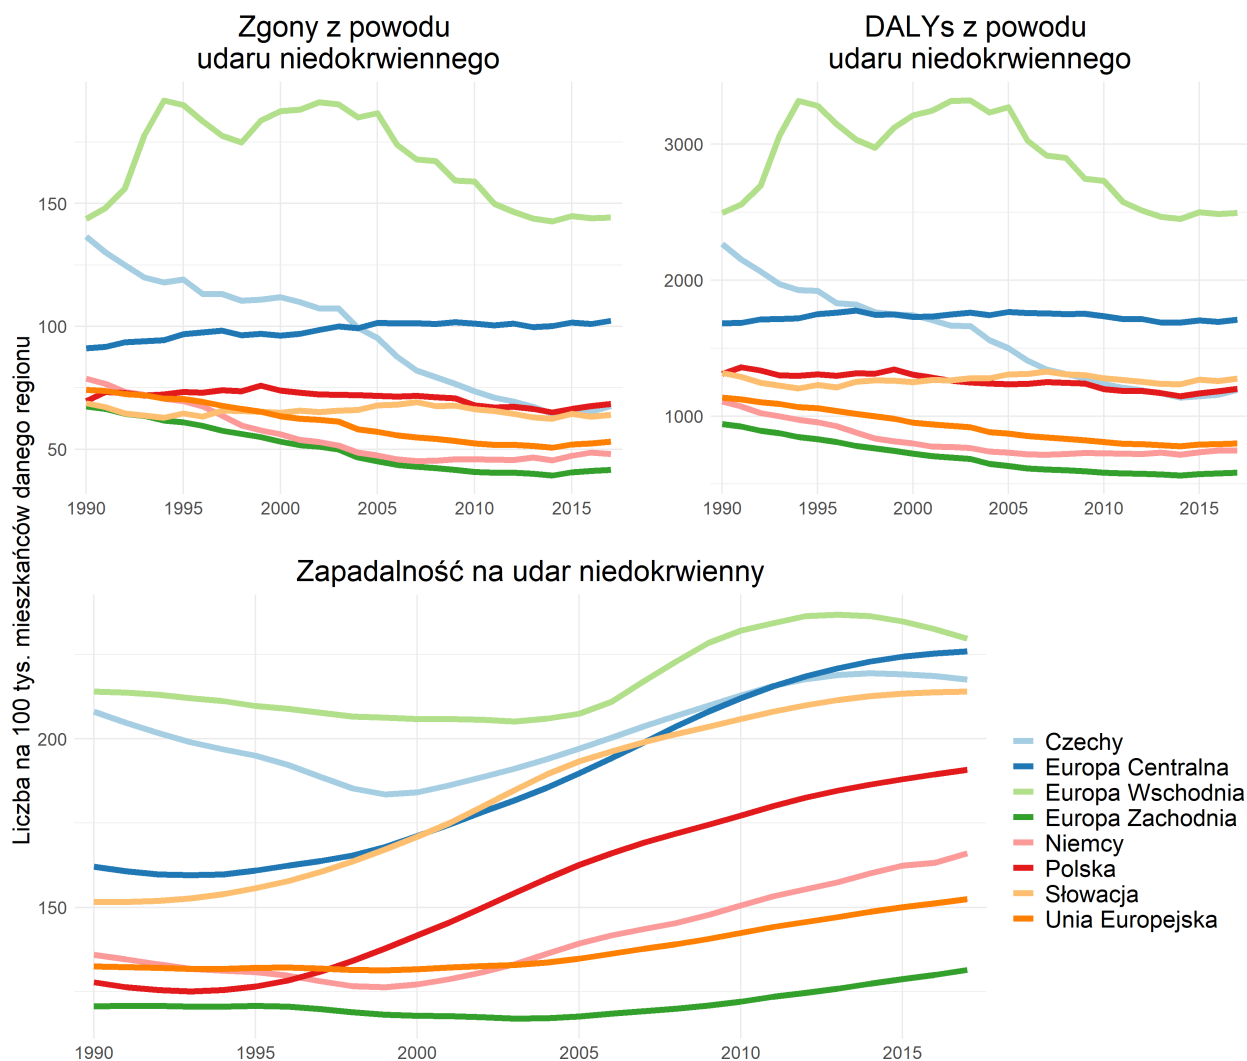 Zgony z powodu
udaru niedokrwiennego
150
100
50
1990 1995 2000 2005 2010 2015
DALYs z powodu
udaru niedokrwiennego
3000
2000
1000
1990 1995 2000 2005 2010 2015
Liczba na 100 tys. mieszkańców danego regionu
Zapadalność na udar niedokrwienny
200
150
1990 1995 2000 2005 2010 2015
Czechy
Europa Centralna
Europa Wschodnia
Europa Zachodnia
Niemcy
Polska
Słowacja
Unia Europejska